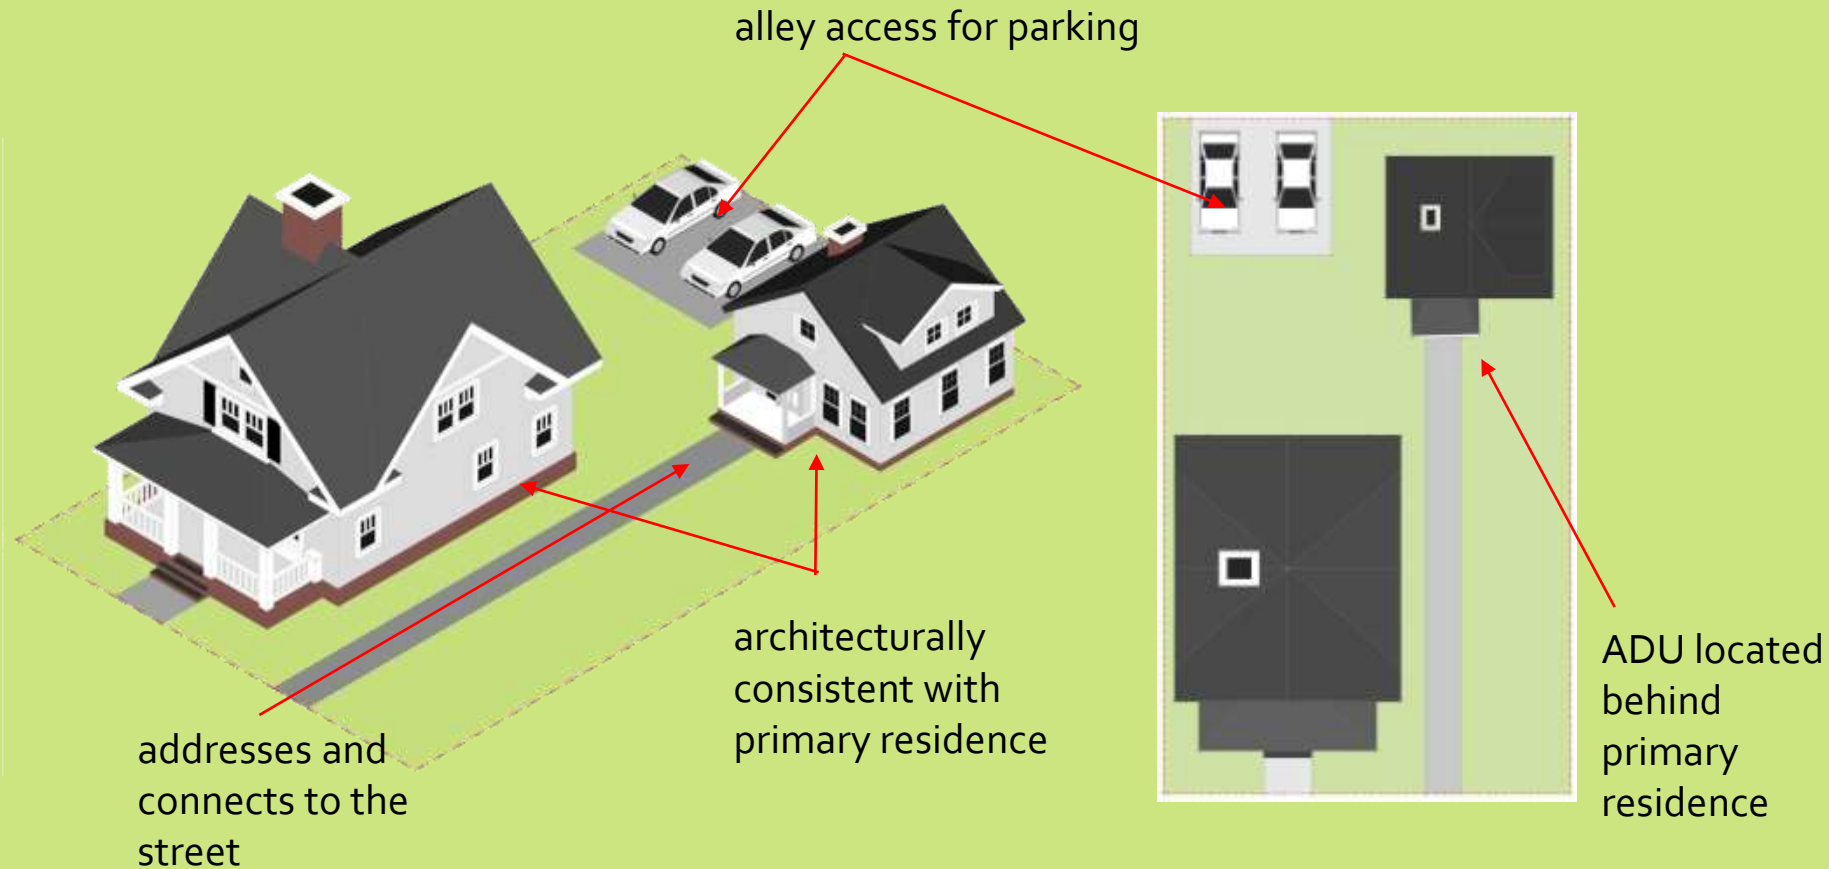 alley access for parking
architecturally
consistent with
primary residence
ADU located
behind
primary
residence
addresses and
connects to the
street